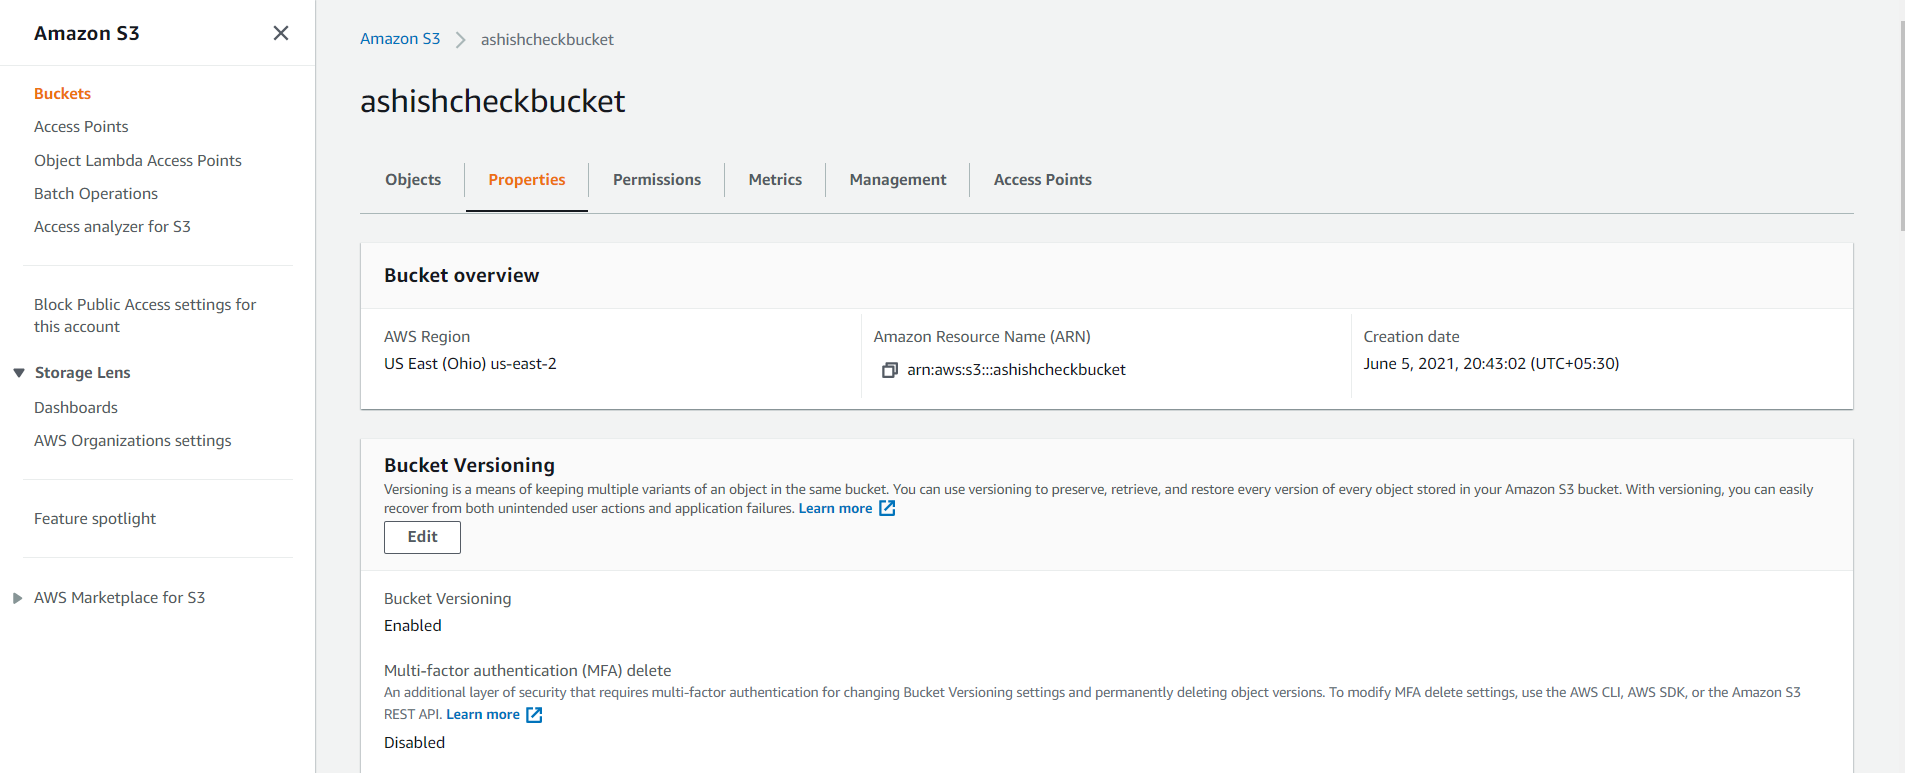 Amazon S3
Buckets
Access Points
Object Lambda Access Points
Batch Operations
Access analyzer for S3
Block Public Access settings for
this account
Storage Lens
Dashboards
AWS Organizations settings
Feature spotlight
AWS Marketplace for S3
Amazon S3 ashishcheckbucket
ashishcheckbucket
Objects Properties Permissions Metrics Management Access Points
Bucket overview
AWS Region
US East (Ohio) us-east-2
Amazon Resource Name (ARN)
arn:aws:s3:::ashishcheckbucket
Creation date
June 5, 2021, 20:43:02 (UTC+05:30)
Bucket Versioning
Versioning is a means of keeping multiple variants of an object in the same bucket. You can use versioning to preserve, retrieve, and restore every version of every object stored in your Amazon S3 bucket. With versioning, you can easily
recover from both unintended user actions and application failures. Learn more
Edit
Bucket Versioning
Enabled
Multi-factor authentication (MFA) delete
An additional layer of security that requires multi-factor authentication for changing Bucket Versioning settings and permanently deleting object versions. To modify MFA delete settings, use the AWS CLI, AWS SDK, or the Amazon S3
REST API. Learn more
Disabled